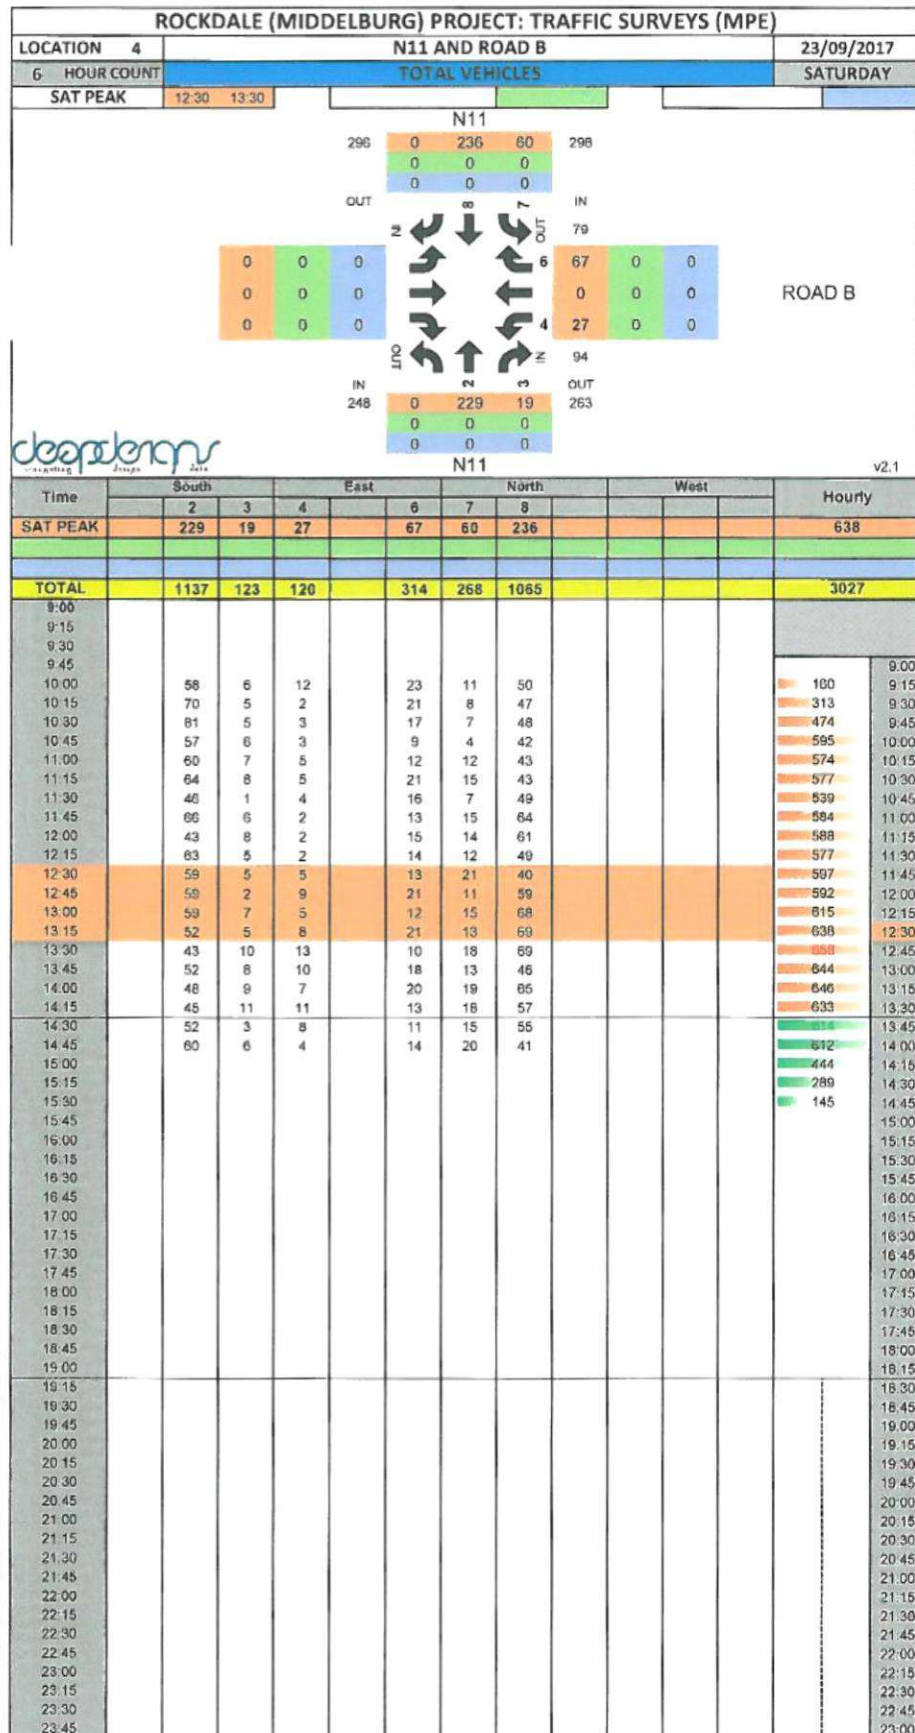 ROCKDALE (MIDDELBURG) PROJECT: TRAFFIC SURVEYS (MPE)
LOCATION 4 N11 AND ROAD B 23/09/2017
6 HOUR COUNT TOTAL VEHICLES SATURDAY
SAT PEAK 12:30 13:30
N11
296 0 236 60 298
0 0 0
0 0 0
OUT 8 7 IN
IN OUT 79
0 0 0 6 67 0 0
0 0 0 0 0 0 ROAD B
0 0 0 4 27 0 0
OUT IN 94
IN 2 3 OUT
248 0 229 19 263
0 0 0
0 0 0
deepdesigns
N11 v2.1
Time South East North West Hourly
2 3 4 6 7 8
SAT PEAK 229 19 27 67 60 236 638
TOTAL 1137 123 120 314 268 1065 3027
9:00
9:15
9:30
9:45 9:00
10:00 58 6 12 23 11 50 160 9:15
10:15 70 5 2 21 8 47 313 9:30
10:30 81 5 3 17 7 48 474 9:45
10:45 57 6 3 9 4 42 595 10:00
11:00 60 7 5 12 12 43 574 10:15
11:15 64 8 5 21 15 43 577 10:30
11:30 46 1 4 16 7 49 539 10:45
11:45 66 6 2 13 15 64 584 11:00
12:00 43 8 2 15 14 61 588 11:15
12:15 63 5 2 14 12 49 577 11:30
12:30 59 5 5 13 21 40 597 11:45
12:45 59 2 9 21 11 59 592 12:00
13:00 59 7 5 12 15 68 615 12:15
13:15 52 5 8 21 13 69 638 12:30
13:30 43 10 13 10 18 69 658 12:45
13:45 52 8 10 18 13 46 644 13:00
14:00 48 9 7 20 19 65 646 13:15
14:15 45 11 11 13 18 57 633 13:30
14:30 52 3 8 11 15 55 614 13:45
14:45 60 6 4 14 20 41 612 14:00
15:00 444 14:15
15:15 289 14:30
15:30 145 14:45
15:45 15:00
16:00 15:15
16:15 15:30
16:30 15:45
16:45 16:00
17:00 16:15
17:15 16:30
17:30 16:45
17:45 17:00
18:00 17:15
18:15 17:30
18:30 17:45
18:45 18:00
19:00 18:15
19:15 18:30
19:30 18:45
19:45 19:00
20:00 19:15
20:15 19:30
20:30 19:45
20:45 20:00
21:00 20:15
21:15 20:30
21:30 20:45
21:45 21:00
22:00 21:15
22:15 21:30
22:30 21:45
22:45 22:00
23:00 22:15
23:15 22:30
23:30 22:45
23:45 23:00